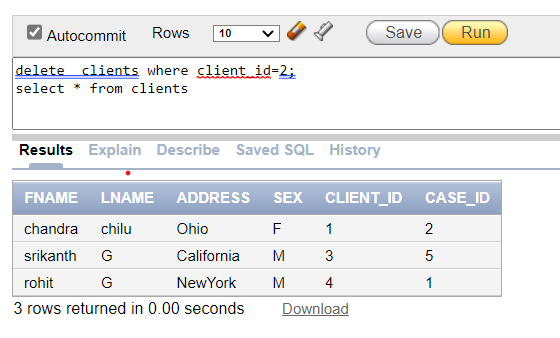 Autocommit Rows 10 Save Run
delete clients where client_id=2;
select * from clients
Results Explain Describe Saved SQL History
FNAME LNAME ADDRESS SEX CLIENT_ID CASE_ID
chandra chilu Ohio F 1 2
srikanth G California M 3 5
rohit G NewYork M 4 1
3 rows returned in 0.00 seconds Download